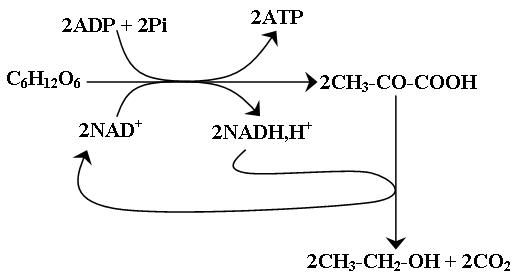 2ADP + 2Pi
2ATP
C₆H₁₂O₆
2CH₃-CO-COOH
2NAD⁺
2NADH,H⁺
2CH₃-CH₂-OH + 2CO₂